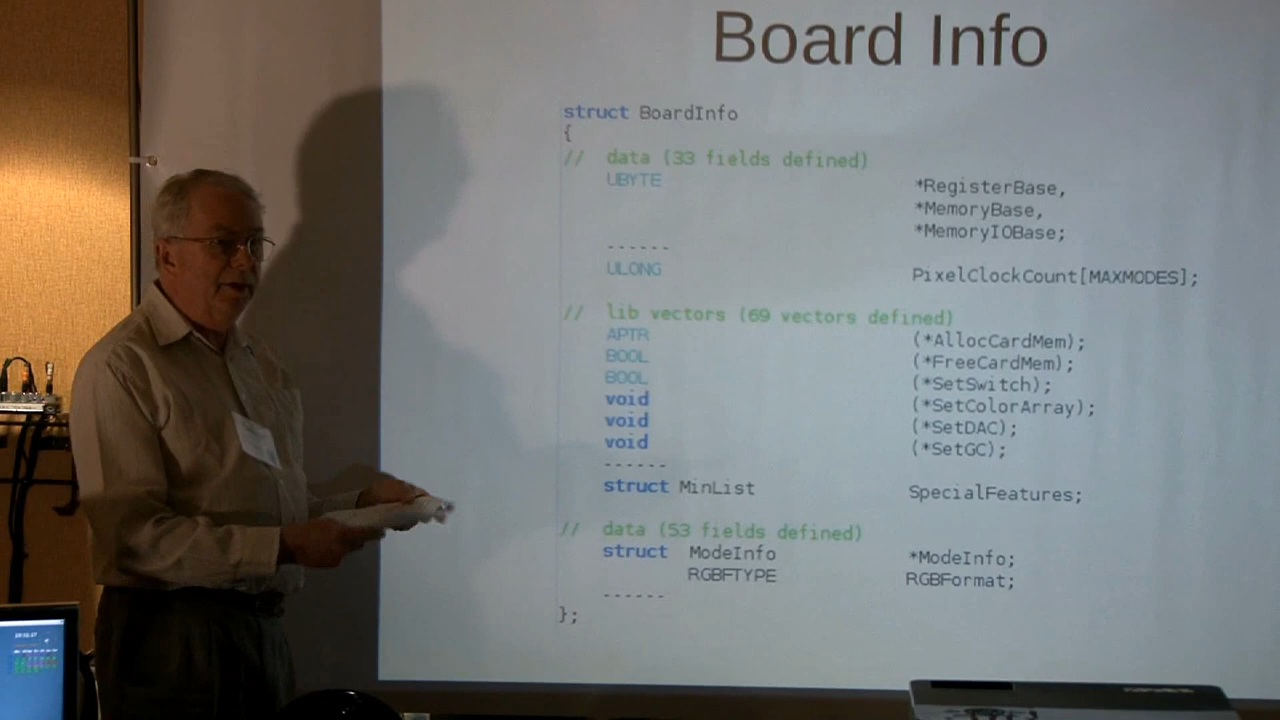 Board Info
struct BoardInfo
{
// data (33 fields defined)
UBYTE *RegisterBase,
*MemoryBase,
*MemoryIOBase;
------
ULONG PixelClockCount[MAXMODES];
// lib vectors (69 vectors defined)
APTR (*AllocCardMem);
BOOL (*FreeCardMem);
BOOL (*SetSwitch);
void (*SetColorArray);
void (*SetDAC);
void (*SetGC);
------
struct MinList SpecialFeatures;
// data (53 fields defined)
struct ModeInfo *ModeInfo;
RGBFTYPE RGBFormat;
------
};